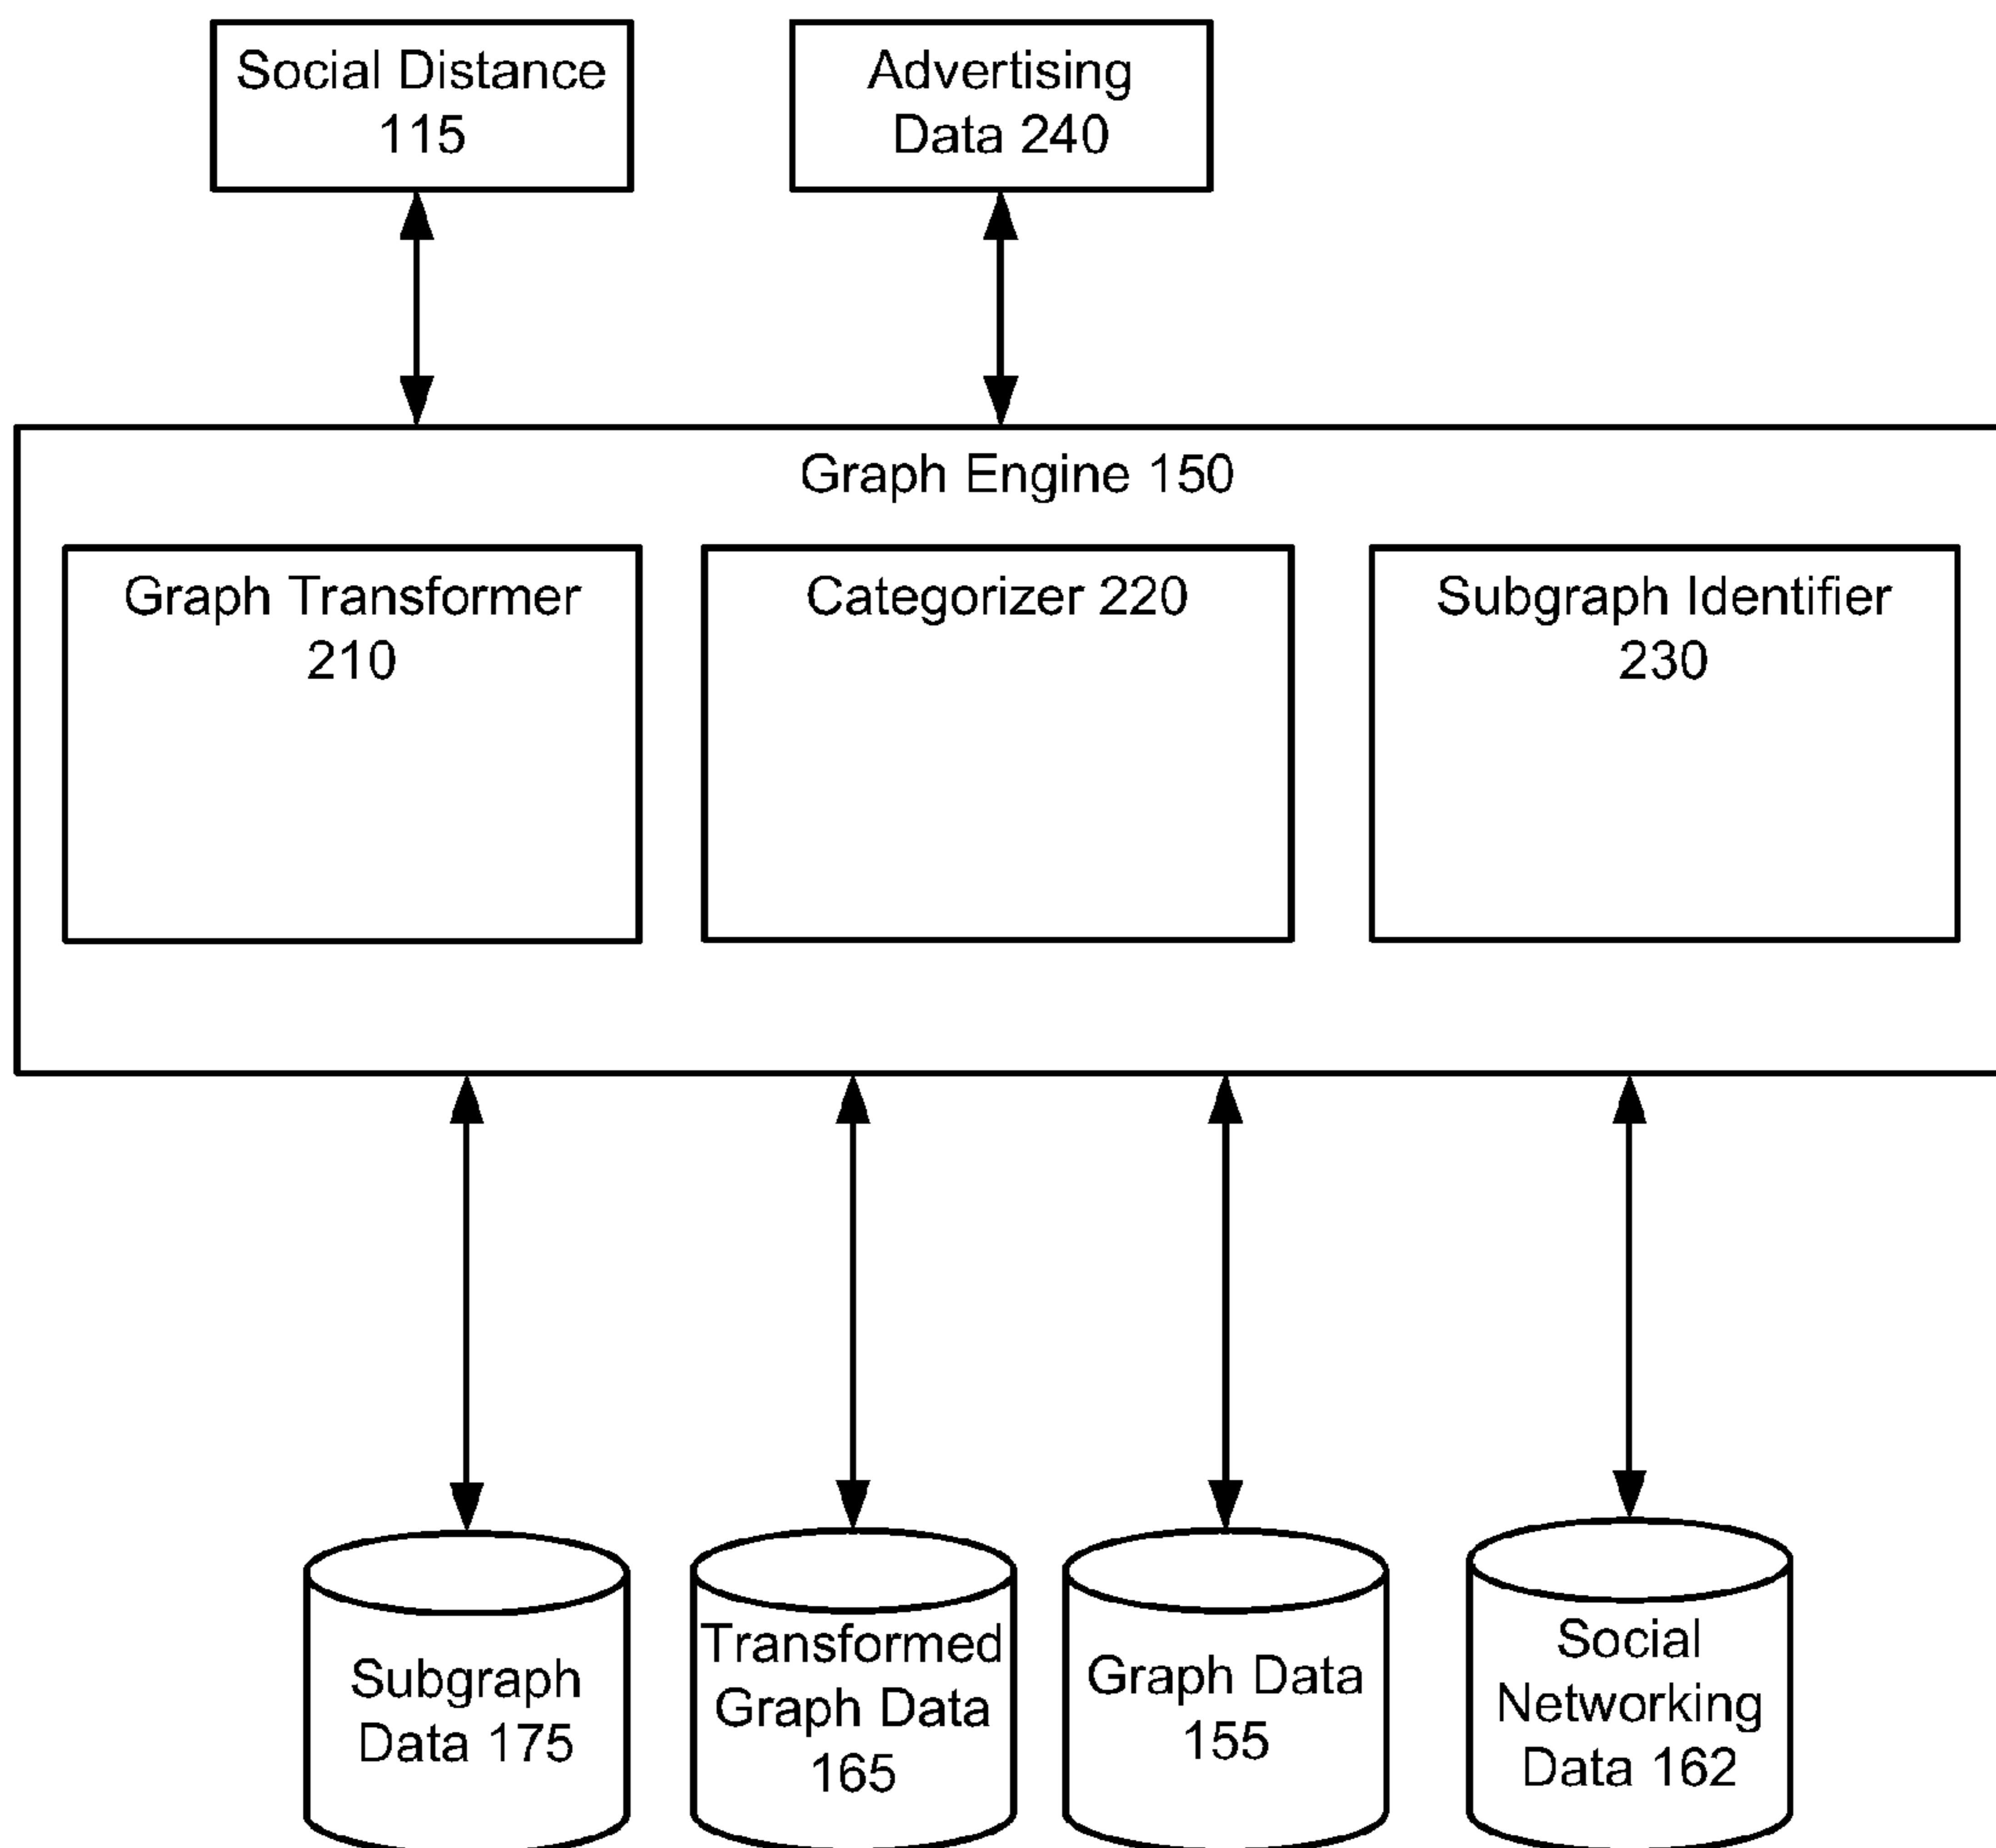 Social Distance
115
Advertising
Data 240
Graph Engine 150
Graph Transformer
210
Categorizer 220
Subgraph Identifier
230
Subgraph
Data 175
Transformed
Graph Data
165
Graph Data
155
Social
Networking
Data 162